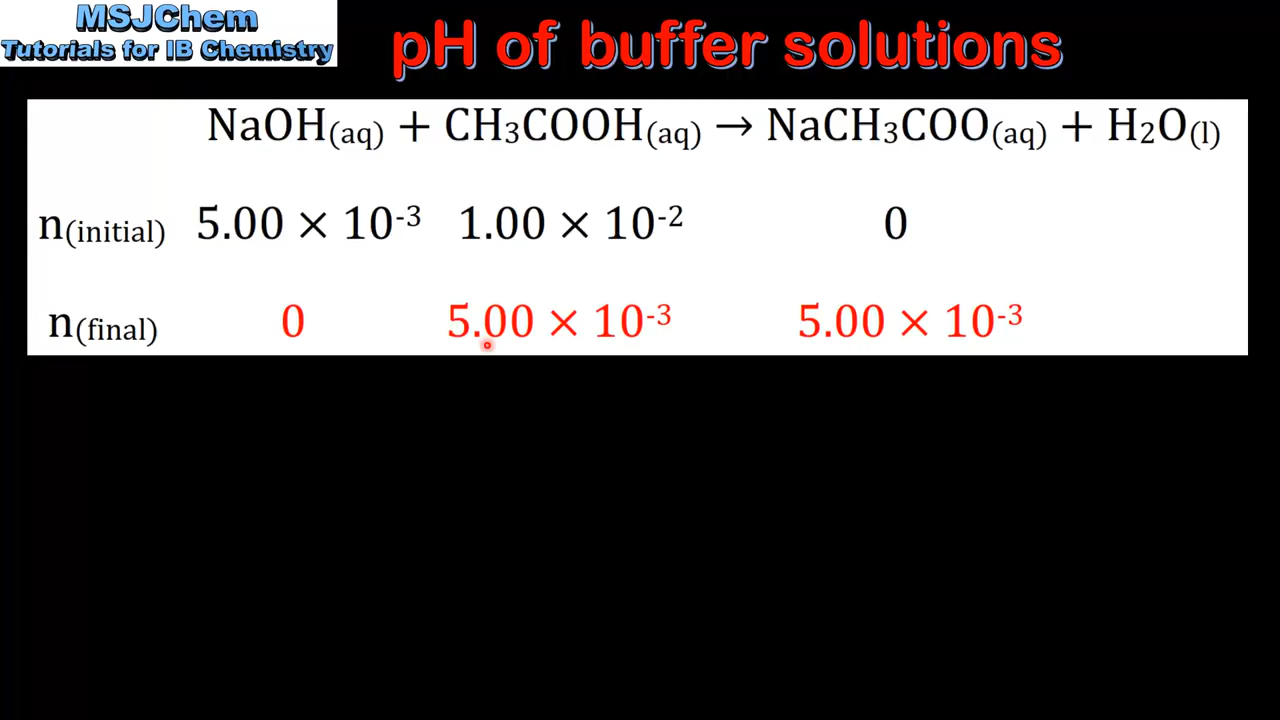 MSJChem
Tutorials for IB Chemistry
pH of buffer solutions
NaOH(aq) + CH₃COOH(aq) → NaCH₃COO(aq) + H₂O(l)
n(initial) 5.00 × 10⁻³ 1.00 × 10⁻² 0
n(final) 0 5.00 × 10⁻³ 5.00 × 10⁻³